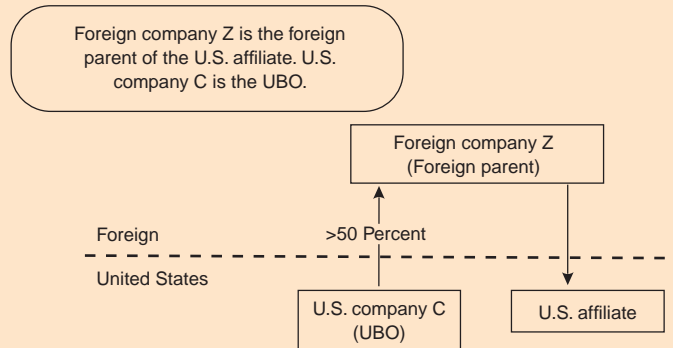 Foreign company Z is the foreign
parent of the U.S. affiliate. U.S.
company C is the UBO.
Foreign company Z
(Foreign parent)
Foreign
>50 Percent
United States
U.S. company C
(UBO)
U.S. affiliate